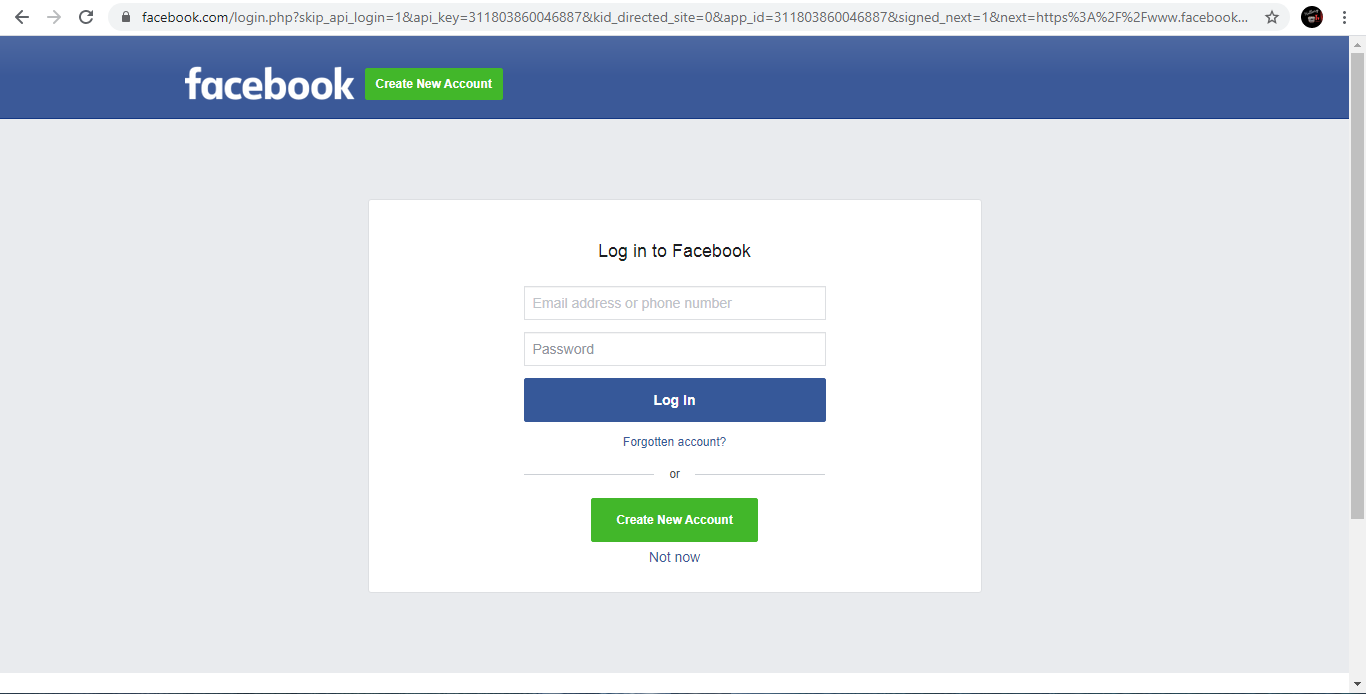 facebook.com/login.php?skip_api_login=1&api_key=311803860046887&kid_directed_site=0&app_id=311803860046887&signed_next=1&next=https%3A%2F%2Fwww.facebook...
facebook Create New Account
Log in to Facebook
Email address or phone number
Password
Log In
Forgotten account?
or
Create New Account
Not now